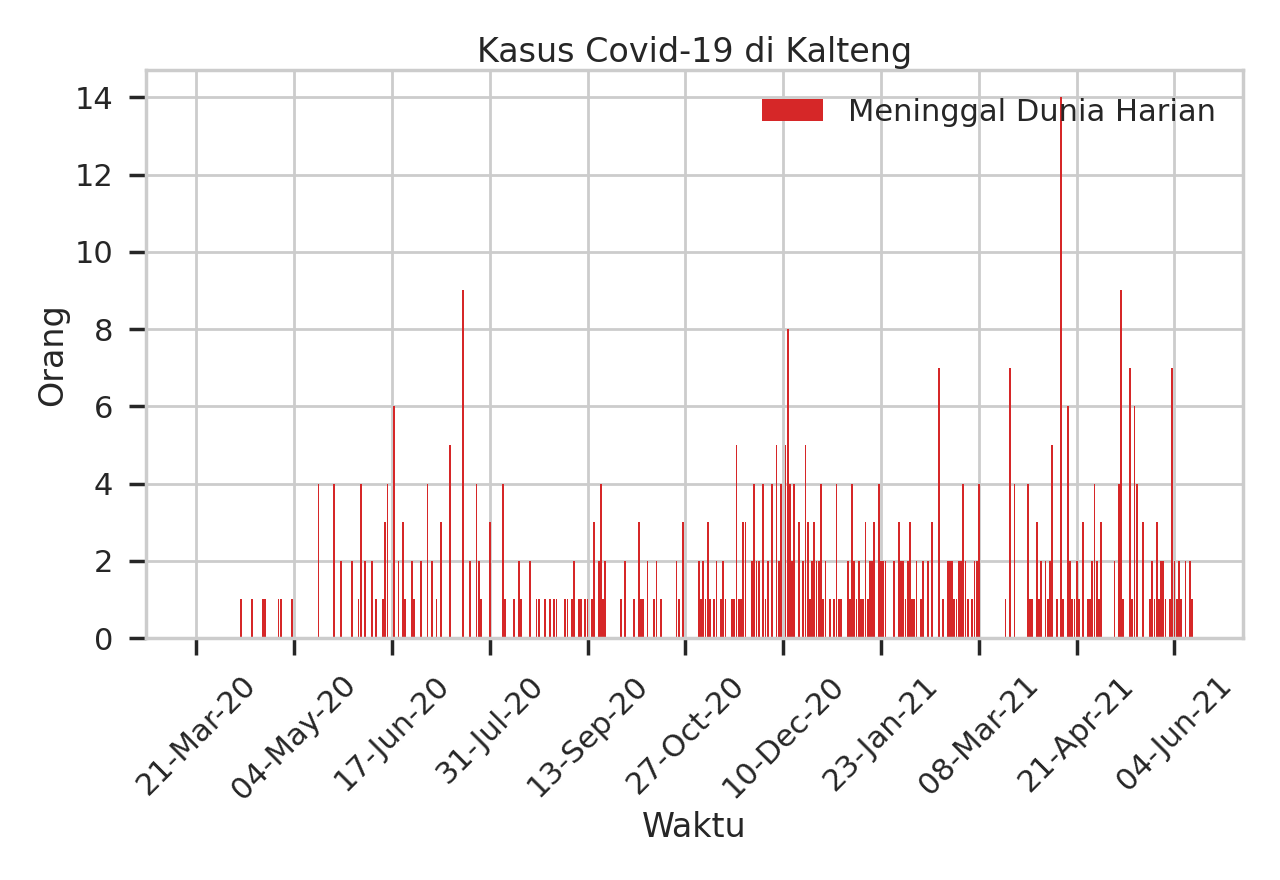 Kasus Covid-19 di Kalteng
Meninggal Dunia Harian
14
12
10
8
6
4
2
0
Orang
21-Mar-20
04-May-20
17-Jun-20
31-Jul-20
13-Sep-20
27-Oct-20
10-Dec-20
23-Jan-21
08-Mar-21
21-Apr-21
04-Jun-21
Waktu